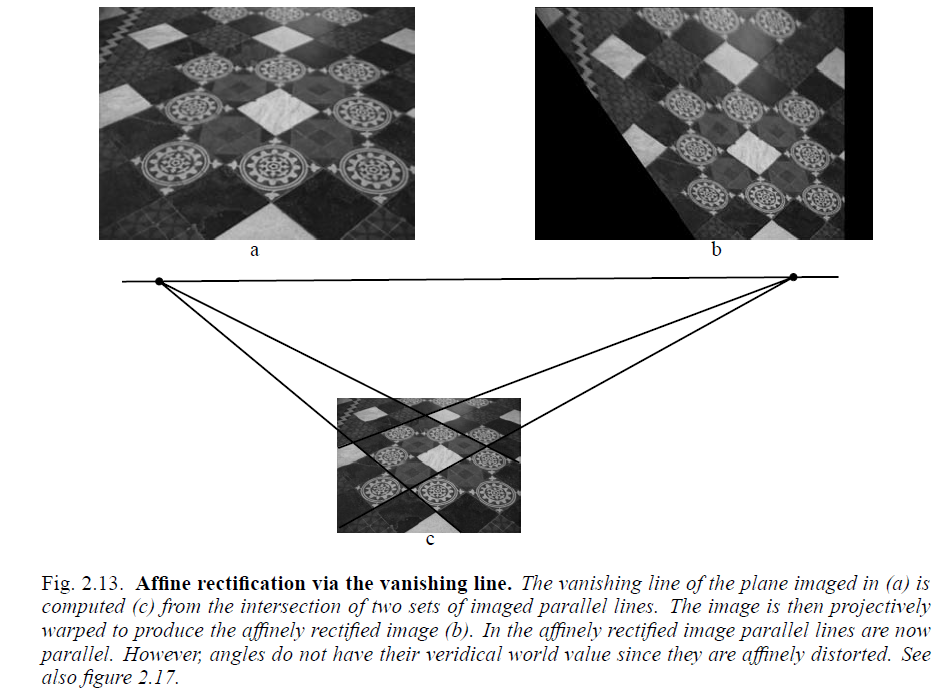 a
b
c
Fig. 2.13. Affine rectification via the vanishing line. The vanishing line of the plane imaged in (a) is
computed (c) from the intersection of two sets of imaged parallel lines. The image is then projectively
warped to produce the affinely rectified image (b). In the affinely rectified image parallel lines are now
parallel. However, angles do not have their veridical world value since they are affinely distorted. See
also figure 2.17.